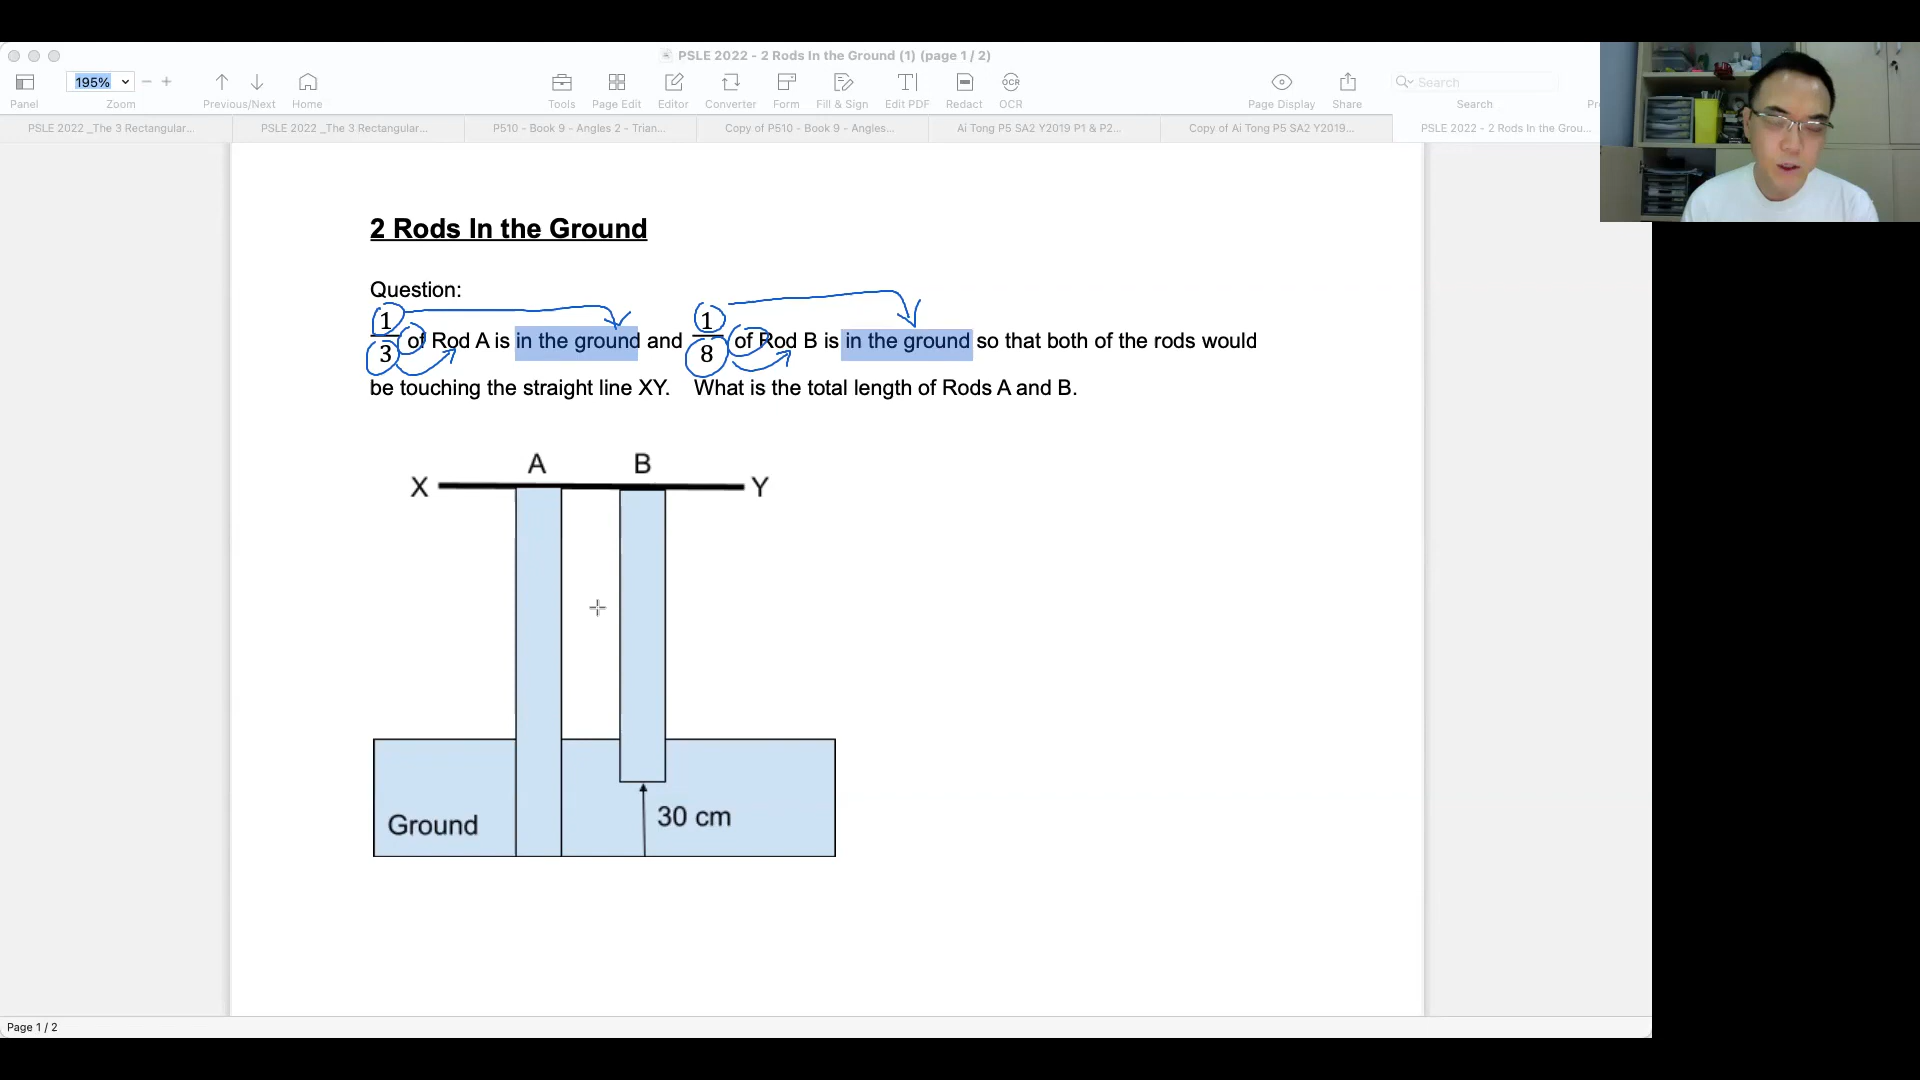 PSLE 2022 - 2 Rods In the Ground (1) (page 1 / 2)
195%
Search
Panel
Zoom
Previous/Next
Home
Tools
Page Edit
Editor
Converter
Form
Fill & Sign
Edit PDF
Redact
OCR
OCR
Page Display
Share
Search
PSLE 2022 _The 3 Rectangular...
PSLE 2022 _The 3 Rectangular...
P510 - Book 9 - Angles 2 - Trian...
Copy of P510 - Book 9 - Angles...
Ai Tong P5 SA2 Y2019 P1 & P2...
Copy of Ai Tong P5 SA2 Y2019...
PSLE 2022 - 2 Rods In the Grou...
2 Rods In the Ground
Question:
1/3 of Rod A is in the ground and 1/8 of Rod B is in the ground so that both of the rods would
be touching the straight line XY. What is the total length of Rods A and B.
A B
X Y
30 cm
Ground
Page 1 / 2